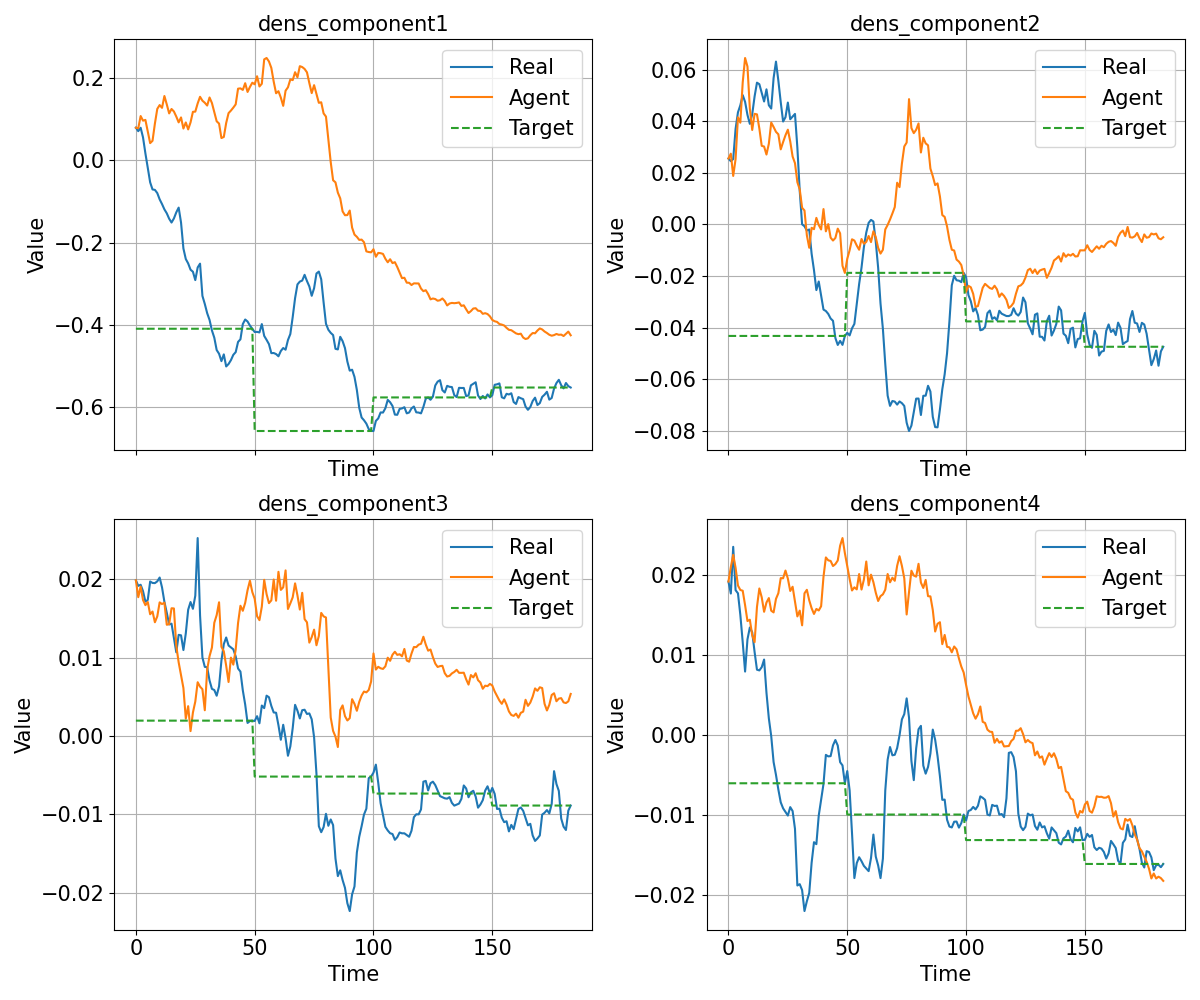 dens_component1
0.2
0.0
−0.2
−0.4
−0.6
Value
Time
Real
Agent
Target
dens_component2
0.06
0.04
0.02
0.00
−0.02
−0.04
−0.06
−0.08
Value
Time
Real
Agent
Target
dens_component3
0.02
0.01
0.00
−0.01
−0.02
Value
0
50
100
150
Time
Real
Agent
Target
dens_component4
0.02
0.01
0.00
−0.01
−0.02
Value
0
50
100
150
Time
Real
Agent
Target